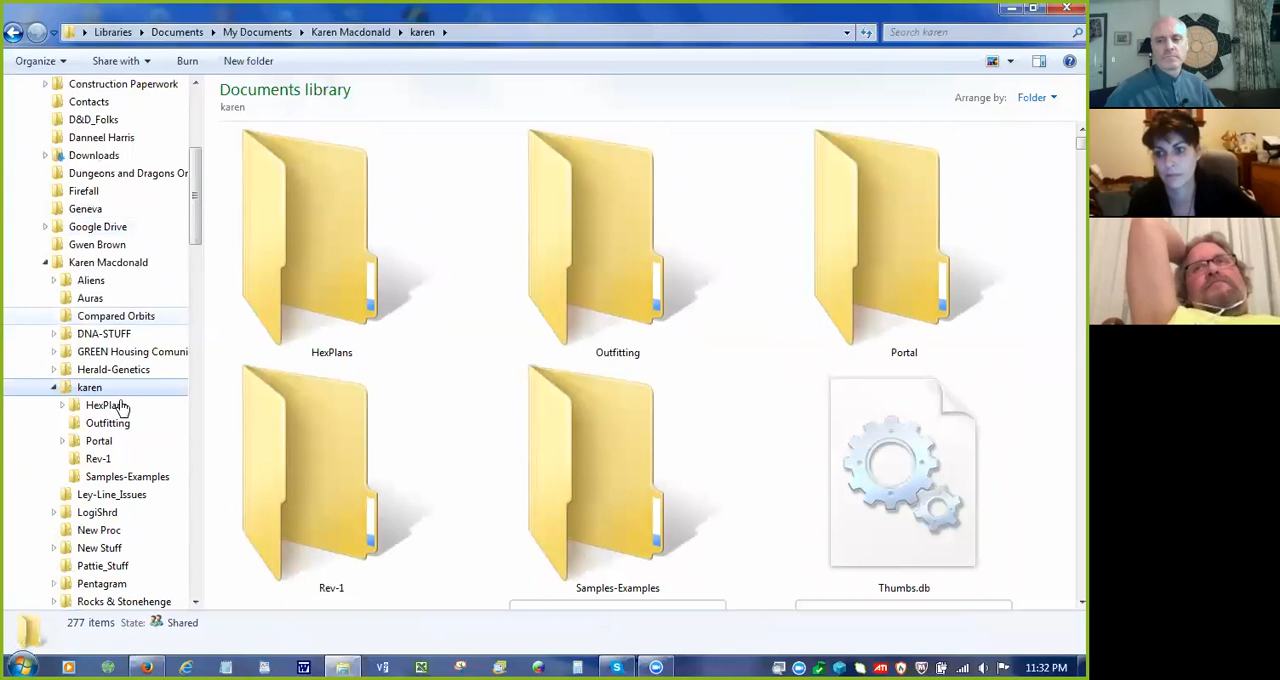 Libraries
Documents
My Documents
Karen Macdonald
karen
Search karen
Organize
Share with
Burn
New folder
Construction Paperwork
Contacts
D&D_Folks
Danneel Harris
Downloads
Dungeons and Dragons Or
Firefall
Geneva
Google Drive
Gwen Brown
Karen Macdonald
Aliens
Auras
Compared Orbits
DNA-STUFF
GREEN Housing Comuni
Herald-Genetics
karen
HexPlans
Outfitting
Portal
Rev-1
Samples-Examples
Ley-Line_Issues
LogiShrd
New Proc
New Stuff
Pattie_Stuff
Pentagram
Rocks & Stonehenge
Documents library
karen
Arrange by:
Folder
HexPlans
Outfitting
Portal
Rev-1
Samples-Examples
Thumbs.db
277 items
State:
Shared
ATI
11:32 PM